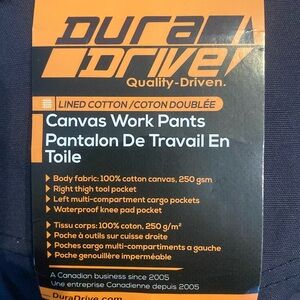 DURA
DRIVE
Quality-Driven.
LINED COTTON/COTON DOUBLÉE
Canvas Work Pants
Pantalon De Travail En
Toile
Body fabric: 100% cotton canvas, 250 gsm
Right thigh tool pocket
Left multi-compartment cargo pockets
Waterproof knee pad pocket
Tissu corps: 100% coton, 250 g/m²
Poche à outils sur cuisse droite
Poches cargo multi-compartiments a gauche
Poche genouillère imperméable
A Canadian business since 2005
Une entreprise Canadienne depuis 2005
DuraDrive.com